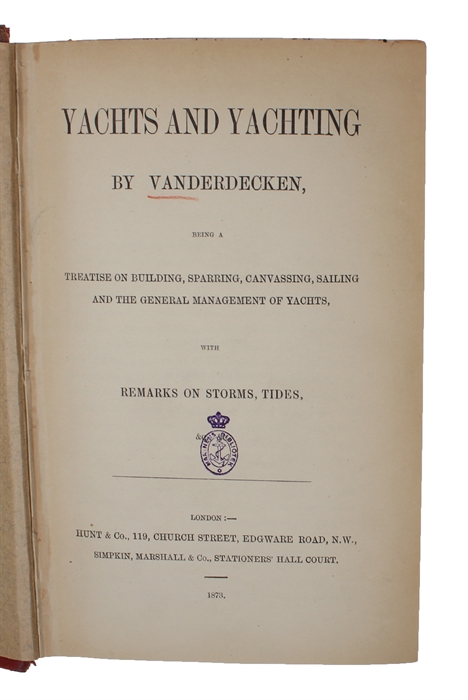 YACHTS AND YACHTING
BY VANDERDECKEN,
BEING A
TREATISE ON BUILDING, SPARRING, CANVASSING, SAILING
AND THE GENERAL MANAGEMENT OF YACHTS,
WITH
REMARKS ON STORMS, TIDES,
BIBLIOTEK
LONDON:—
HUNT & Co., 119, CHURCH STREET, EDGWARE ROAD, N.W.,
SIMPKIN, MARSHALL & Co., STATIONERS' HALL COURT.
1873.